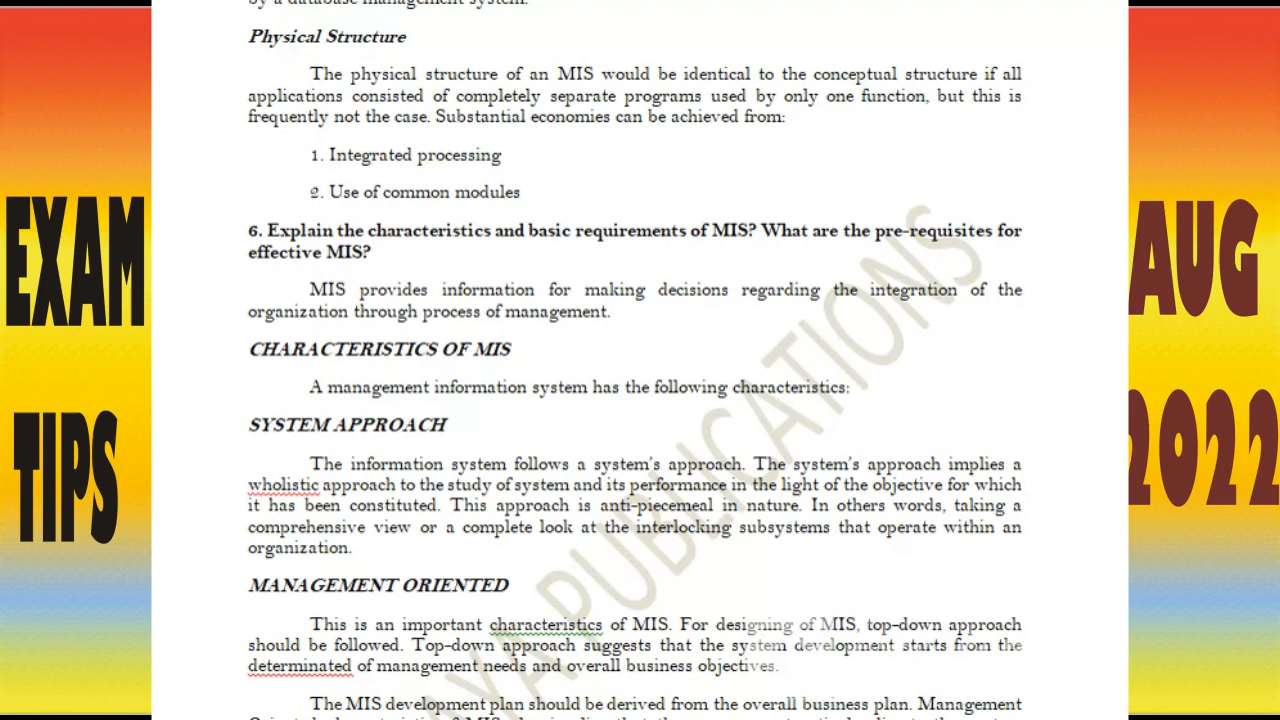 by a database management system.
Physical Structure
The physical structure of an MIS would be identical to the conceptual structure if all
applications consisted of completely separate programs used by only one function, but this is
frequently not the case. Substantial economies can be achieved from:
1. Integrated processing
2. Use of common modules
6. Explain the characteristics and basic requirements of MIS? What are the pre-requisites for
effective MIS?
MIS provides information for making decisions regarding the integration of the
organization through process of management.
CHARACTERISTICS OF MIS
A management information system has the following characteristics:
SYSTEM APPROACH
The information system follows a system's approach. The system's approach implies a
wholistic approach to the study of system and its performance in the light of the objective for which
it has been constituted. This approach is anti-piecemeal in nature. In others words, taking a
comprehensive view or a complete look at the interlocking subsystems that operate within an
organization.
MANAGEMENT ORIENTED
This is an important characteristics of MIS. For designing of MIS, top-down approach
should be followed. Top-down approach suggests that the system development starts from the
determinated of management needs and overall business objectives.
The MIS development plan should be derived from the overall business plan. Management
EXAM
TIPS
AUG
2022
PUBLICATIONS